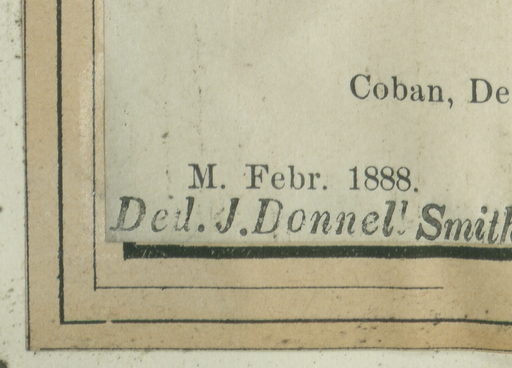 Coban, De
M. Febr. 1888.
Ded. J. Donnell Smith